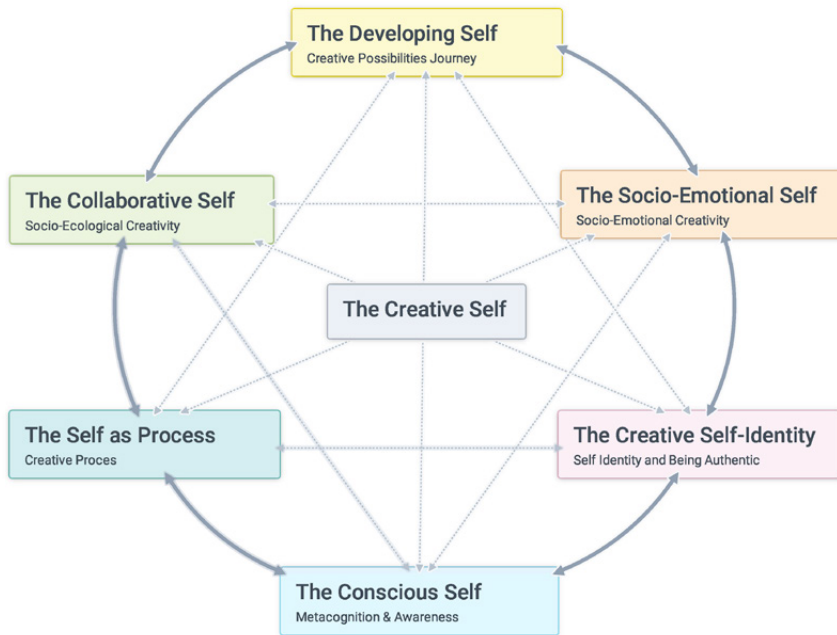 The Developing Self
Creative Possibilities Journey
The Collaborative Self
Socio-Ecological Creativity
The Socio-Emotional Self
Socio-Emotional Creativity
The Creative Self
The Self as Process
Creative Proces
The Creative Self-Identity
Self Identity and Being Authentic
The Conscious Self
Metacognition & Awareness